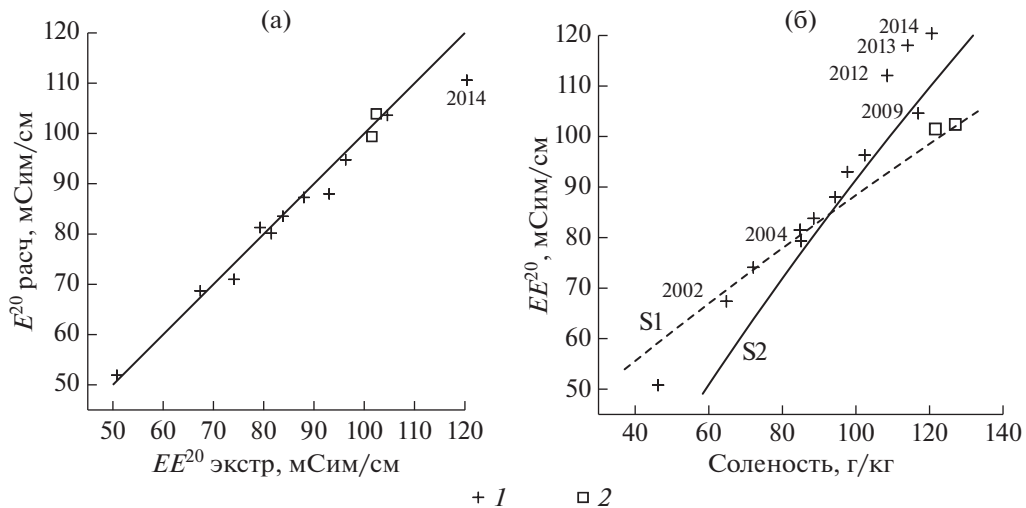 (а)
E²⁰ расч, мСим/см
120
110
100
90
80
70
60
50
2014
50 60 70 80 90 100 110 120
EE²⁰ экстр, мСим/см
(б)
EE²⁰, мСим/см
120
110
100
90
80
70
60
50
2014
2013
2012
2009
2004
2002
S1
S2
40 60 80 100 120 140
Соленость, г/кг
1 2